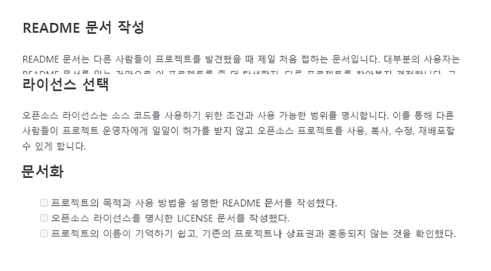 README 문서 작성
README 문서는 다른 사람들이 프로젝트를 발견했을 때 제일 처음 접하는 문서입니다. 대부분의 사용자는
라이선스 선택
오픈소스 라이선스는 소스 코드를 사용하기 위한 조건과 사용 가능한 범위를 명시합니다. 이를 통해 다른
사람들이 프로젝트 운영자에게 일일이 허가를 받지 않고 오픈소스 프로젝트를 사용, 복사, 수정, 재배포할
수 있게 합니다.
문서화
프로젝트의 목적과 사용 방법을 설명한 README 문서를 작성했다.
오픈소스 라이선스를 명시한 LICENSE 문서를 작성했다.
프로젝트의 이름이 기억하기 쉽고, 기존의 프로젝트나 상표권과 혼동되지 않는 것을 확인했다.